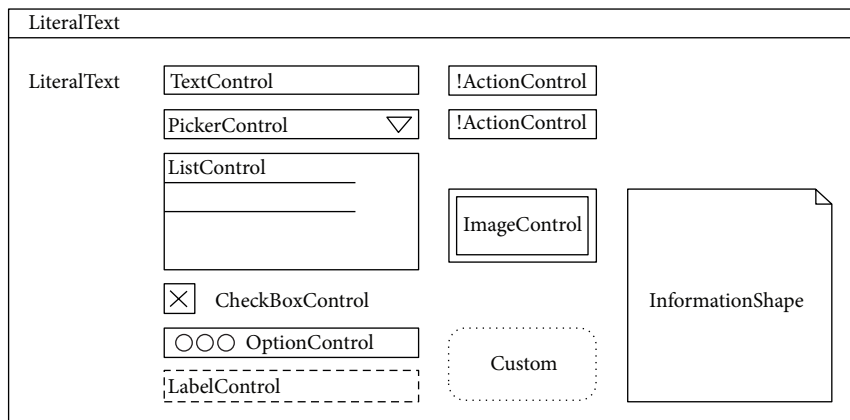 LiteralText
LiteralText
TextControl
!ActionControl
PickerControl
!ActionControl
ListControl
ImageControl
InformationShape
CheckBoxControl
OptionControl
Custom
LabelControl